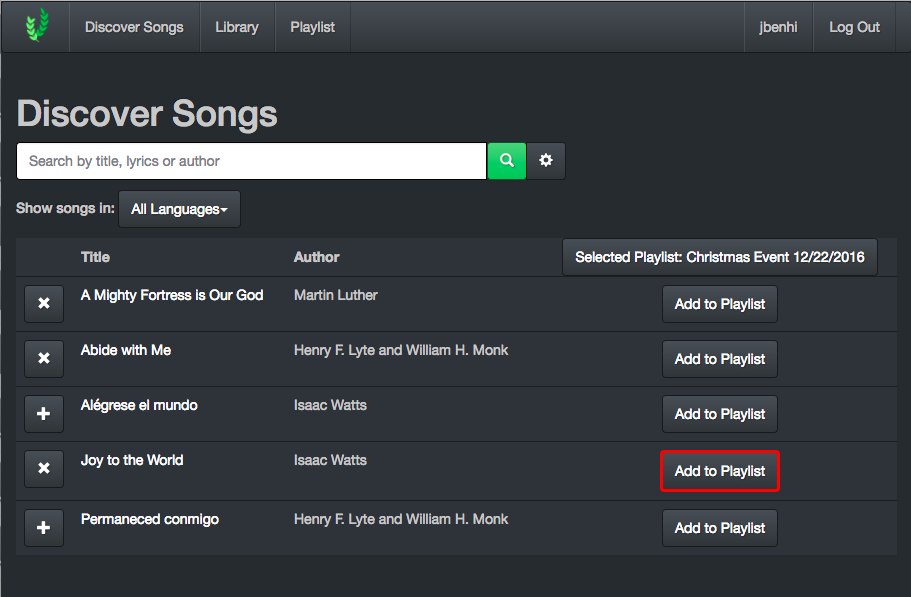 Discover Songs Library Playlist jbenhi Log Out
Discover Songs
Search by title, lyrics or author
Show songs in: All Languages
Title Author Selected Playlist: Christmas Event 12/22/2016
A Mighty Fortress is Our God Martin Luther Add to Playlist
Abide with Me Henry F. Lyte and William H. Monk Add to Playlist
Alégrese el mundo Isaac Watts Add to Playlist
Joy to the World Isaac Watts Add to Playlist
Permaneced conmigo Henry F. Lyte and William H. Monk Add to Playlist